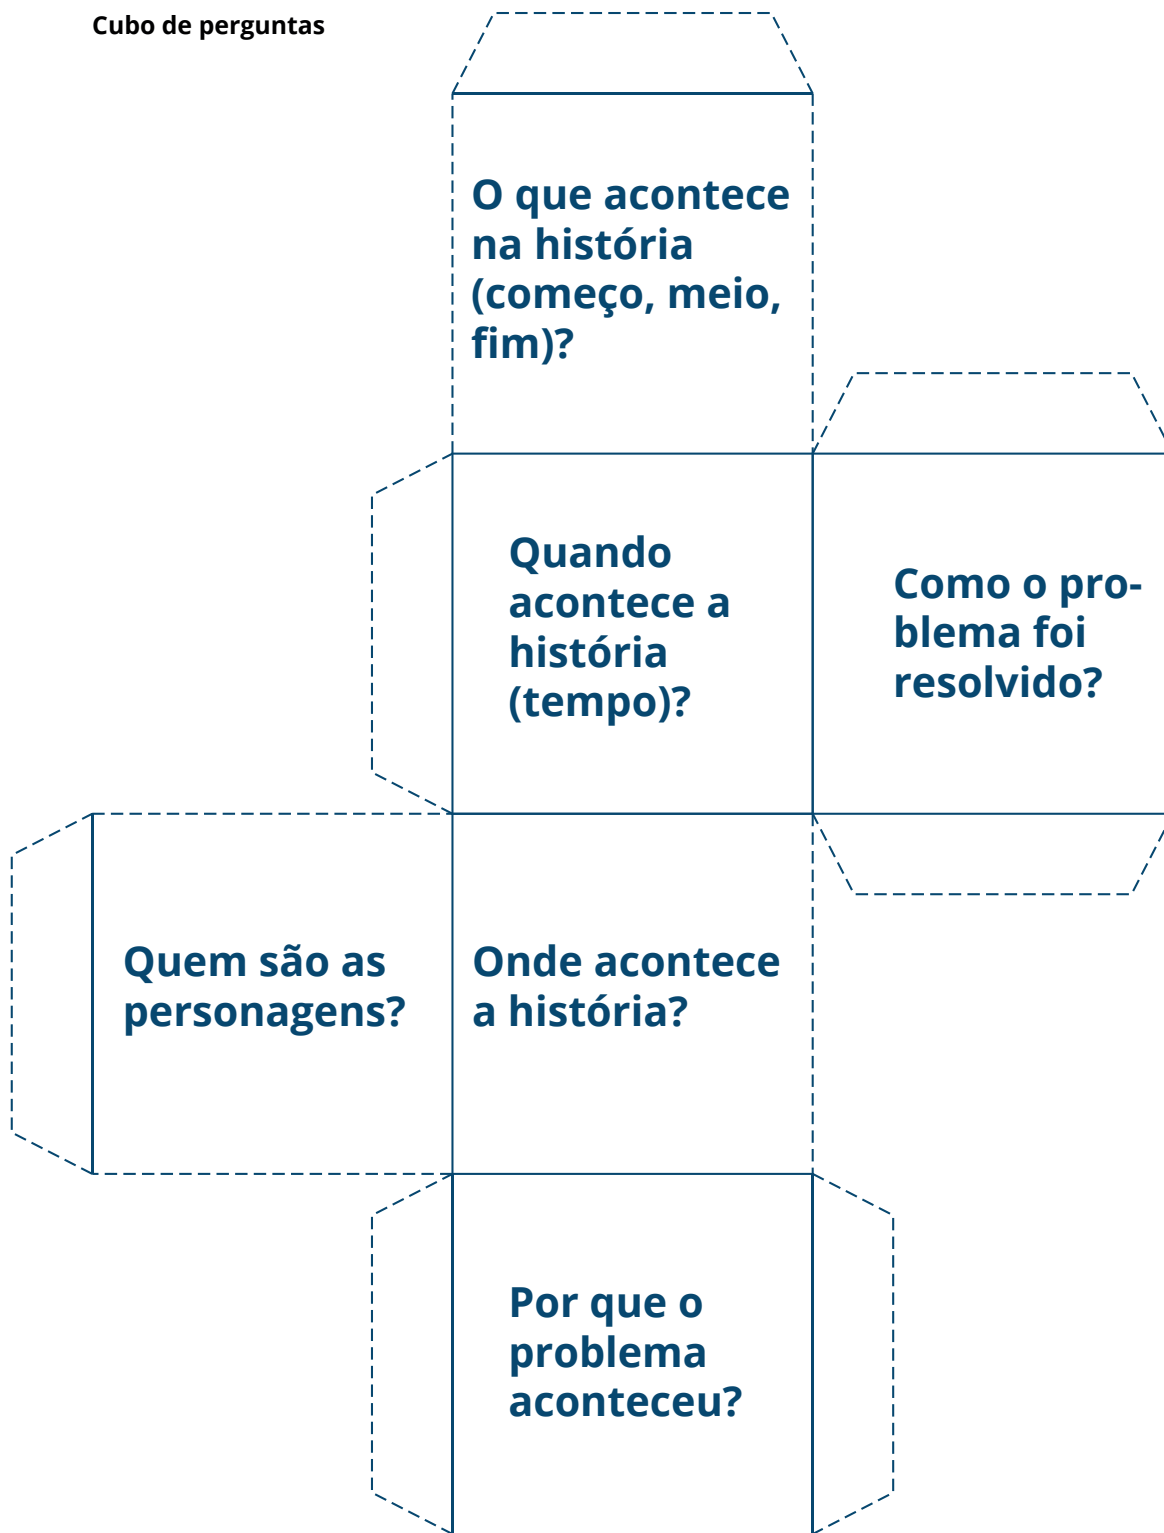 Cubo de perguntas
O que acontece
na história
(começo, meio,
fim)?
Quando
acontece a
história
(tempo)?
Como o pro-
blema foi
resolvido?
Quem são as
personagens?
Onde acontece
a história?
Por que o
problema
aconteceu?